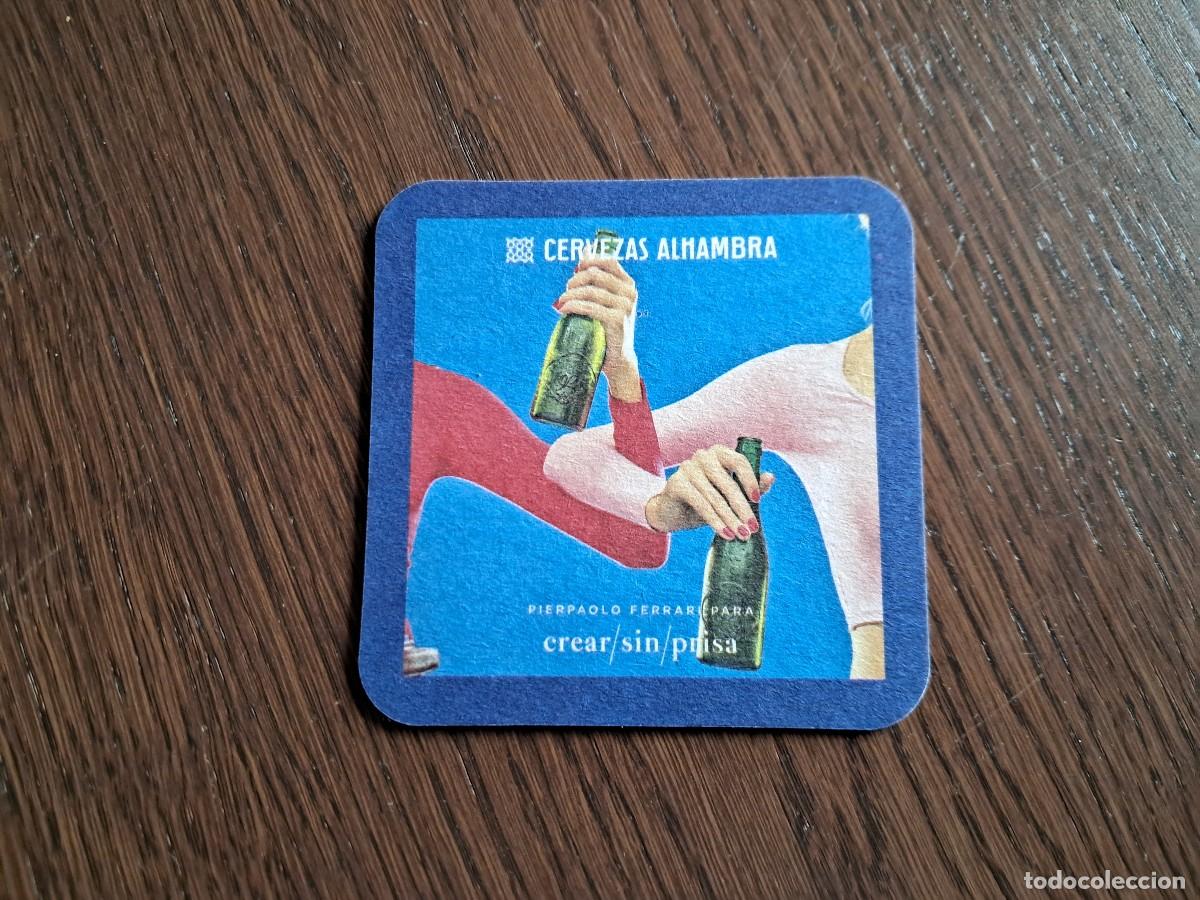 CERVEZAS ALHAMBRA
PIERPAOLO FERRARI PARA
crear/sin/prisa
todocoleccion